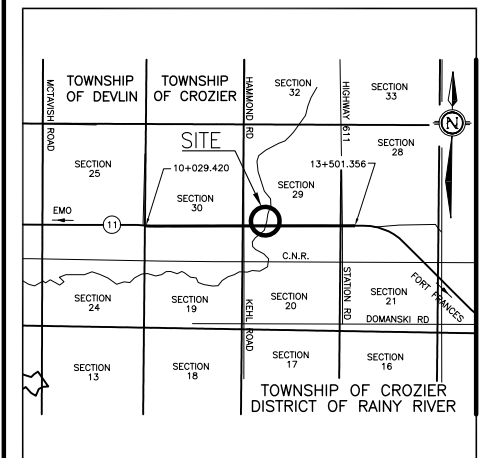 MCTAVISH ROAD
TOWNSHIP
OF DEVLIN
TOWNSHIP
OF CROZIER
HAMMOND RD
SECTION
32
HIGHWAY 611
SECTION
33
N
SITE
SECTION
28
SECTION
25
10+029.420
13+501.356
SECTION
30
SECTION
29
EMO
11
C.N.R.
FORT FRANCES
SECTION
24
SECTION
19
KEHL ROAD
SECTION
20
STATION RD
SECTION
21
DOMANSKI RD
SECTION
13
SECTION
18
SECTION
17
SECTION
16
TOWNSHIP OF CROZIER
DISTRICT OF RAINY RIVER